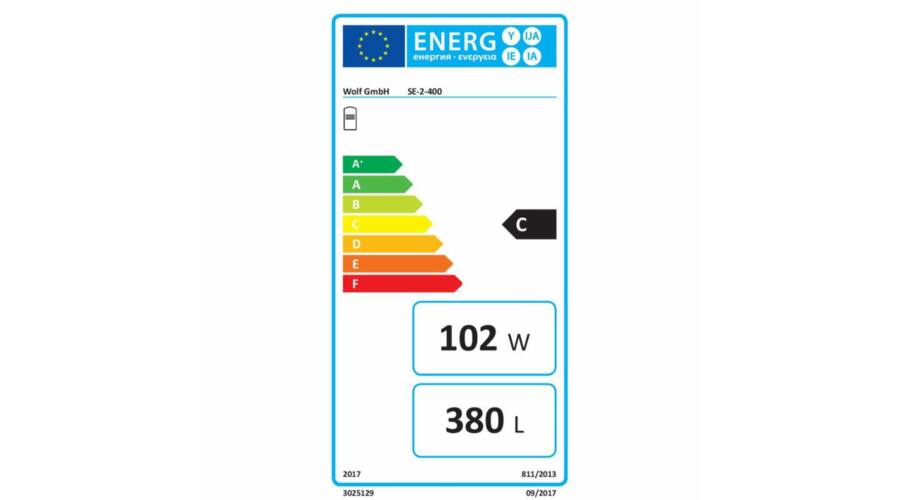 ENERG Y IJA
енергия · ενεργεια IE IA
Wolf GmbH SE-2-400
A+
A
B
C
C
D
E
F
102 W
380 L
2017 811/2013
3025129 09/2017